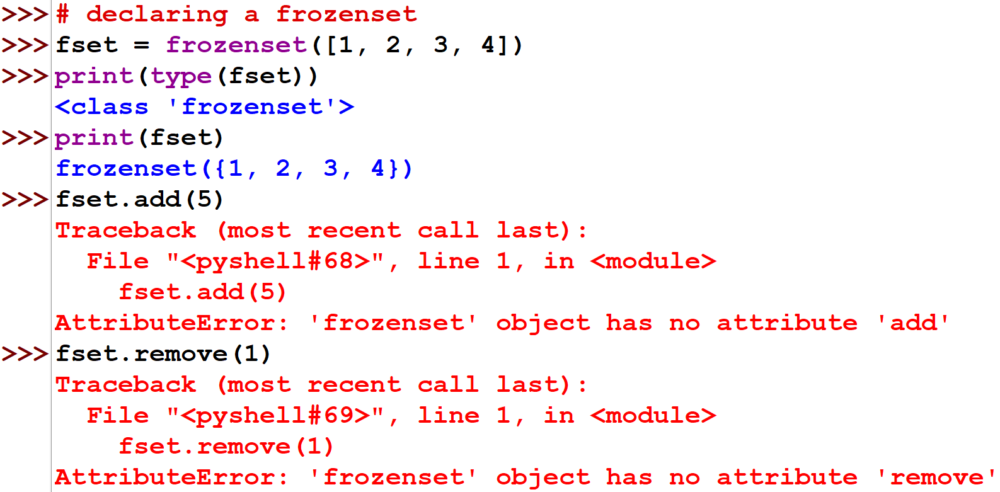 >>> # declaring a frozenset
>>> fset = frozenset([1, 2, 3, 4])
>>> print(type(fset))
<class 'frozenset'>
>>> print(fset)
frozenset({1, 2, 3, 4})
>>> fset.add(5)
Traceback (most recent call last):
  File "<pyshell#68>", line 1, in <module>
    fset.add(5)
AttributeError: 'frozenset' object has no attribute 'add'
>>> fset.remove(1)
Traceback (most recent call last):
  File "<pyshell#69>", line 1, in <module>
    fset.remove(1)
AttributeError: 'frozenset' object has no attribute 'remove'